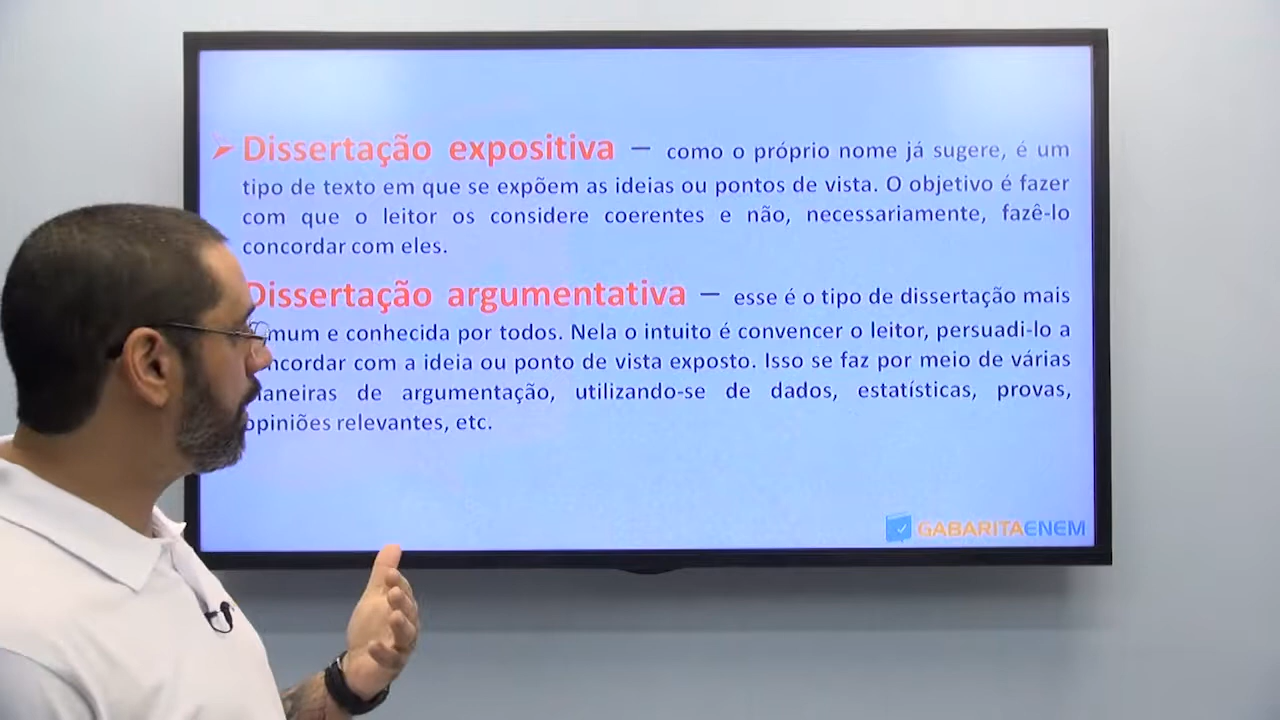 Dissertação expositiva – como o próprio nome já sugere, é um
tipo de texto em que se expõem as ideias ou pontos de vista. O objetivo é fazer
com que o leitor os considere coerentes e não, necessariamente, fazê-lo
concordar com eles.
Dissertação argumentativa – esse é o tipo de dissertação mais
e conhecida por todos. Nela o intuito é convencer o leitor, persuadi-lo a
com a ideia ou ponto de vista exposto. Isso se faz por meio de várias
maneiras de argumentação, utilizando-se de dados, estatísticas, provas,
opiniões relevantes, etc.
GABARITAENEM